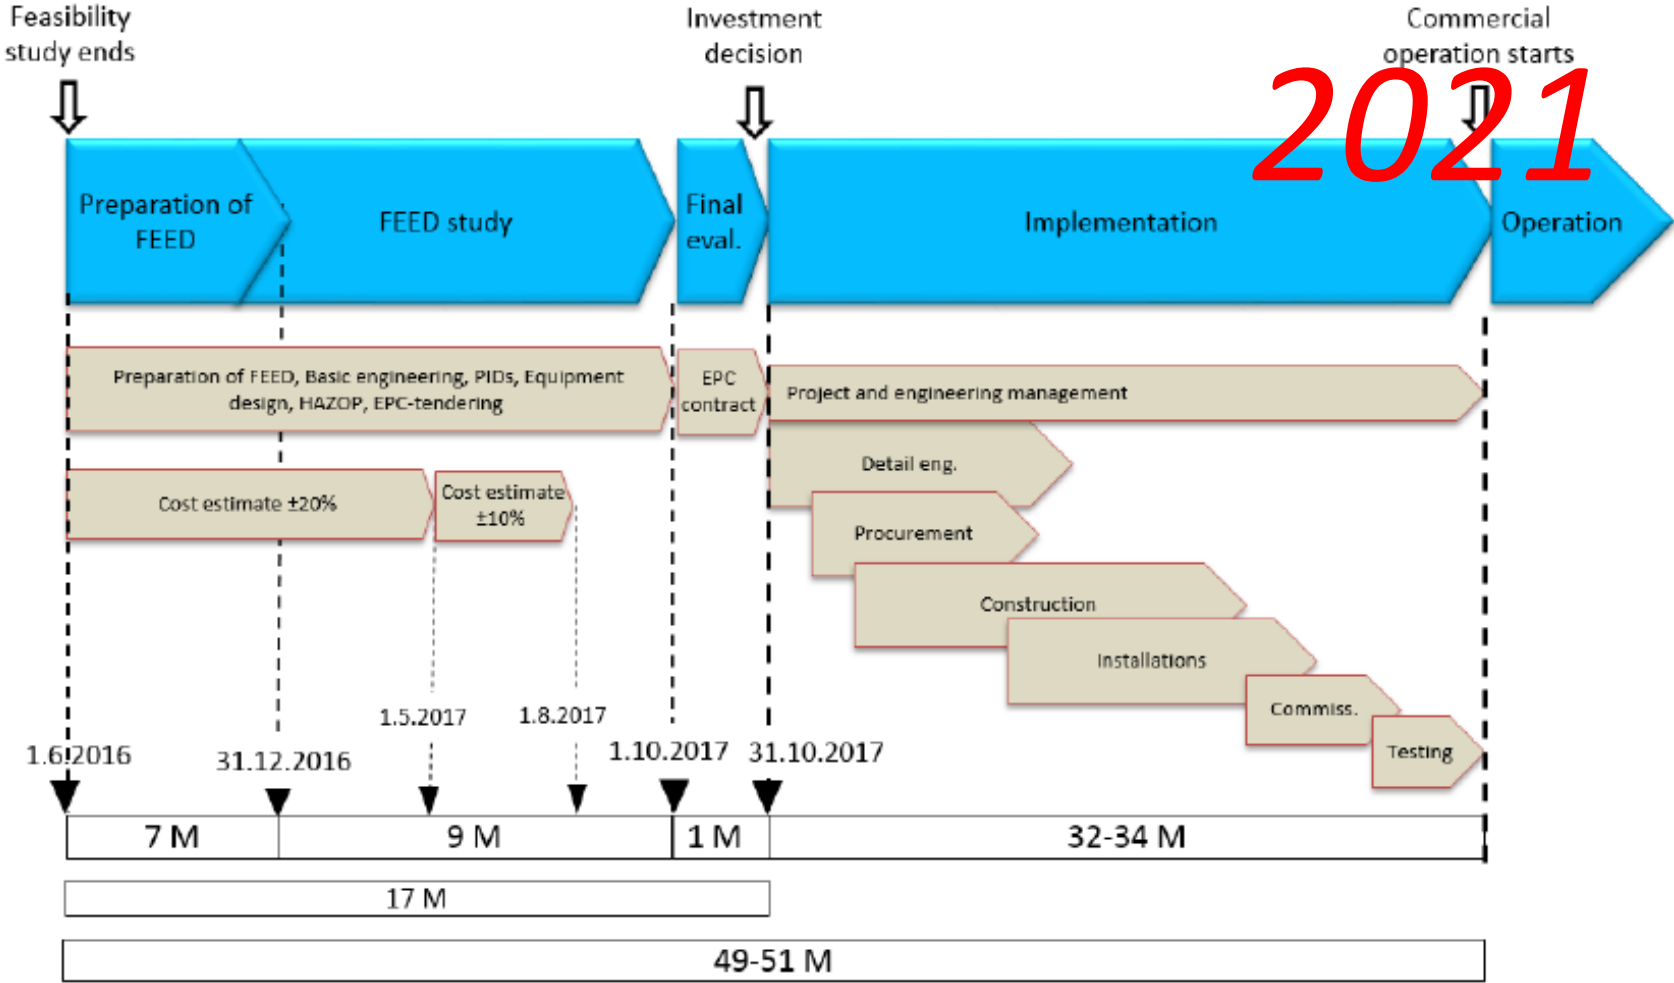 Feasibility
study ends
Investment
decision
Commercial
operation starts
2021
Preparation of
FEED
FEED study
Final
eval.
Implementation
Operation
Preparation of FEED, Basic engineering, PIDs, Equipment
design, HAZOP, EPC-tendering
EPC
contract
Project and engineering management
Detail eng.
Cost estimate ±20%
Cost estimate
±10%
Procurement
Construction
Installations
Commiss.
Testing
1.5.2017
1.8.2017
1.6.2016
31.12.2016
1.10.2017
31.10.2017
7 M
9 M
1 M
32-34 M
17 M
49-51 M